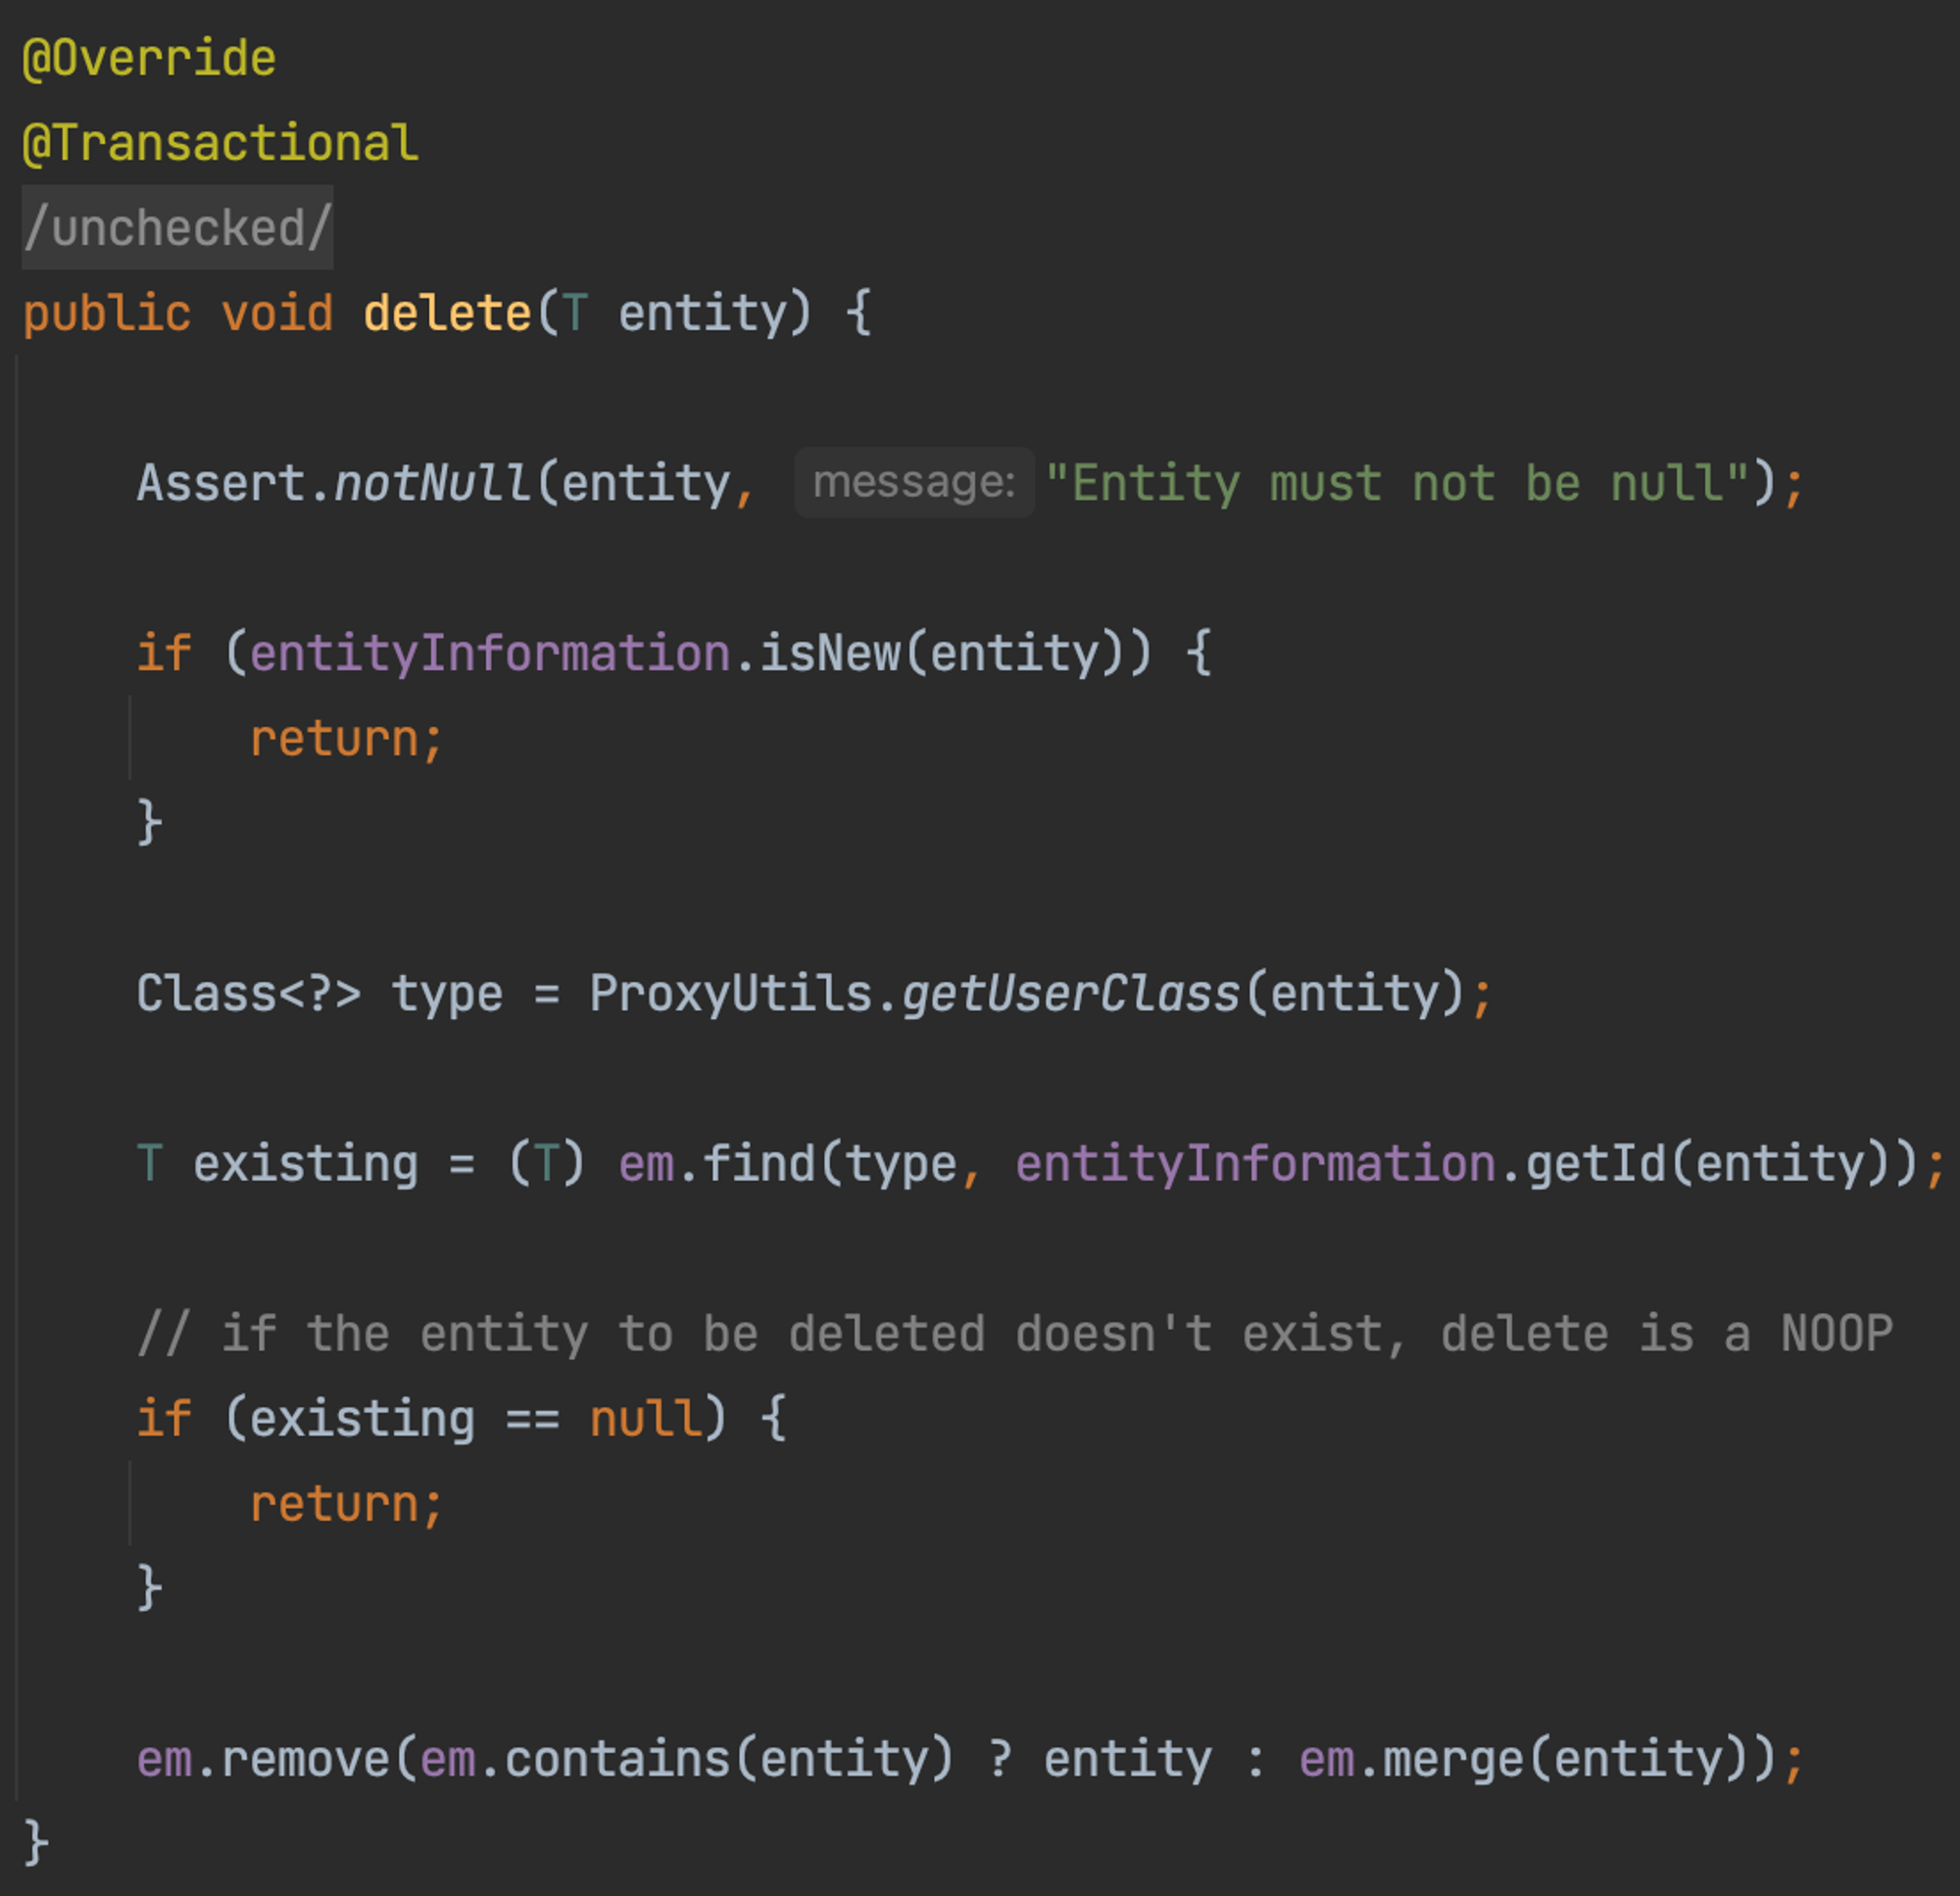 @Override
@Transactional
/unchecked/
public void delete(T entity) {
Assert.notNull(entity, message: "Entity must not be null");
if (entityInformation.isNew(entity)) {
return;
}
Class<?> type = ProxyUtils.getUserClass(entity);
T existing = (T) em.find(type, entityInformation.getId(entity));
// if the entity to be deleted doesn't exist, delete is a NOOP
if (existing == null) {
return;
}
em.remove(em.contains(entity) ? entity : em.merge(entity));
}